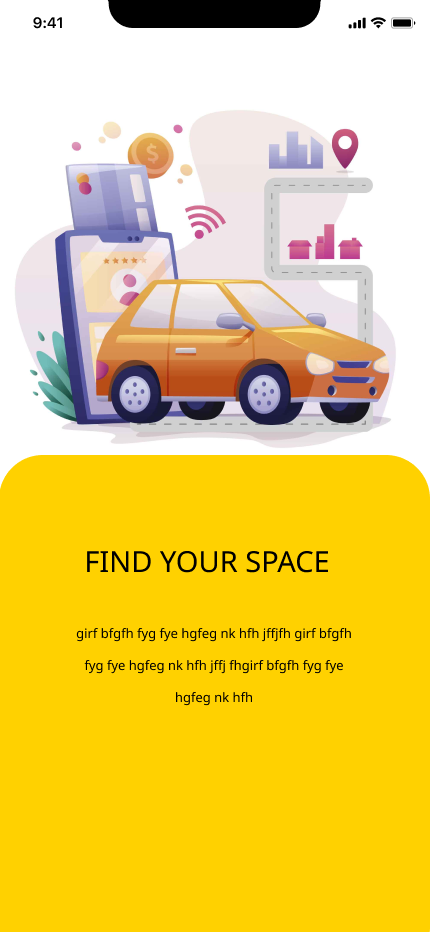 9:41
$
FIND YOUR SPACE
girf bfgfh fyg fye hgfeg nk hfh jffjfh girf bfgfh
fyg fye hgfeg nk hfh jffj fhgirf bfgfh fyg fye
hgfeg nk hfh